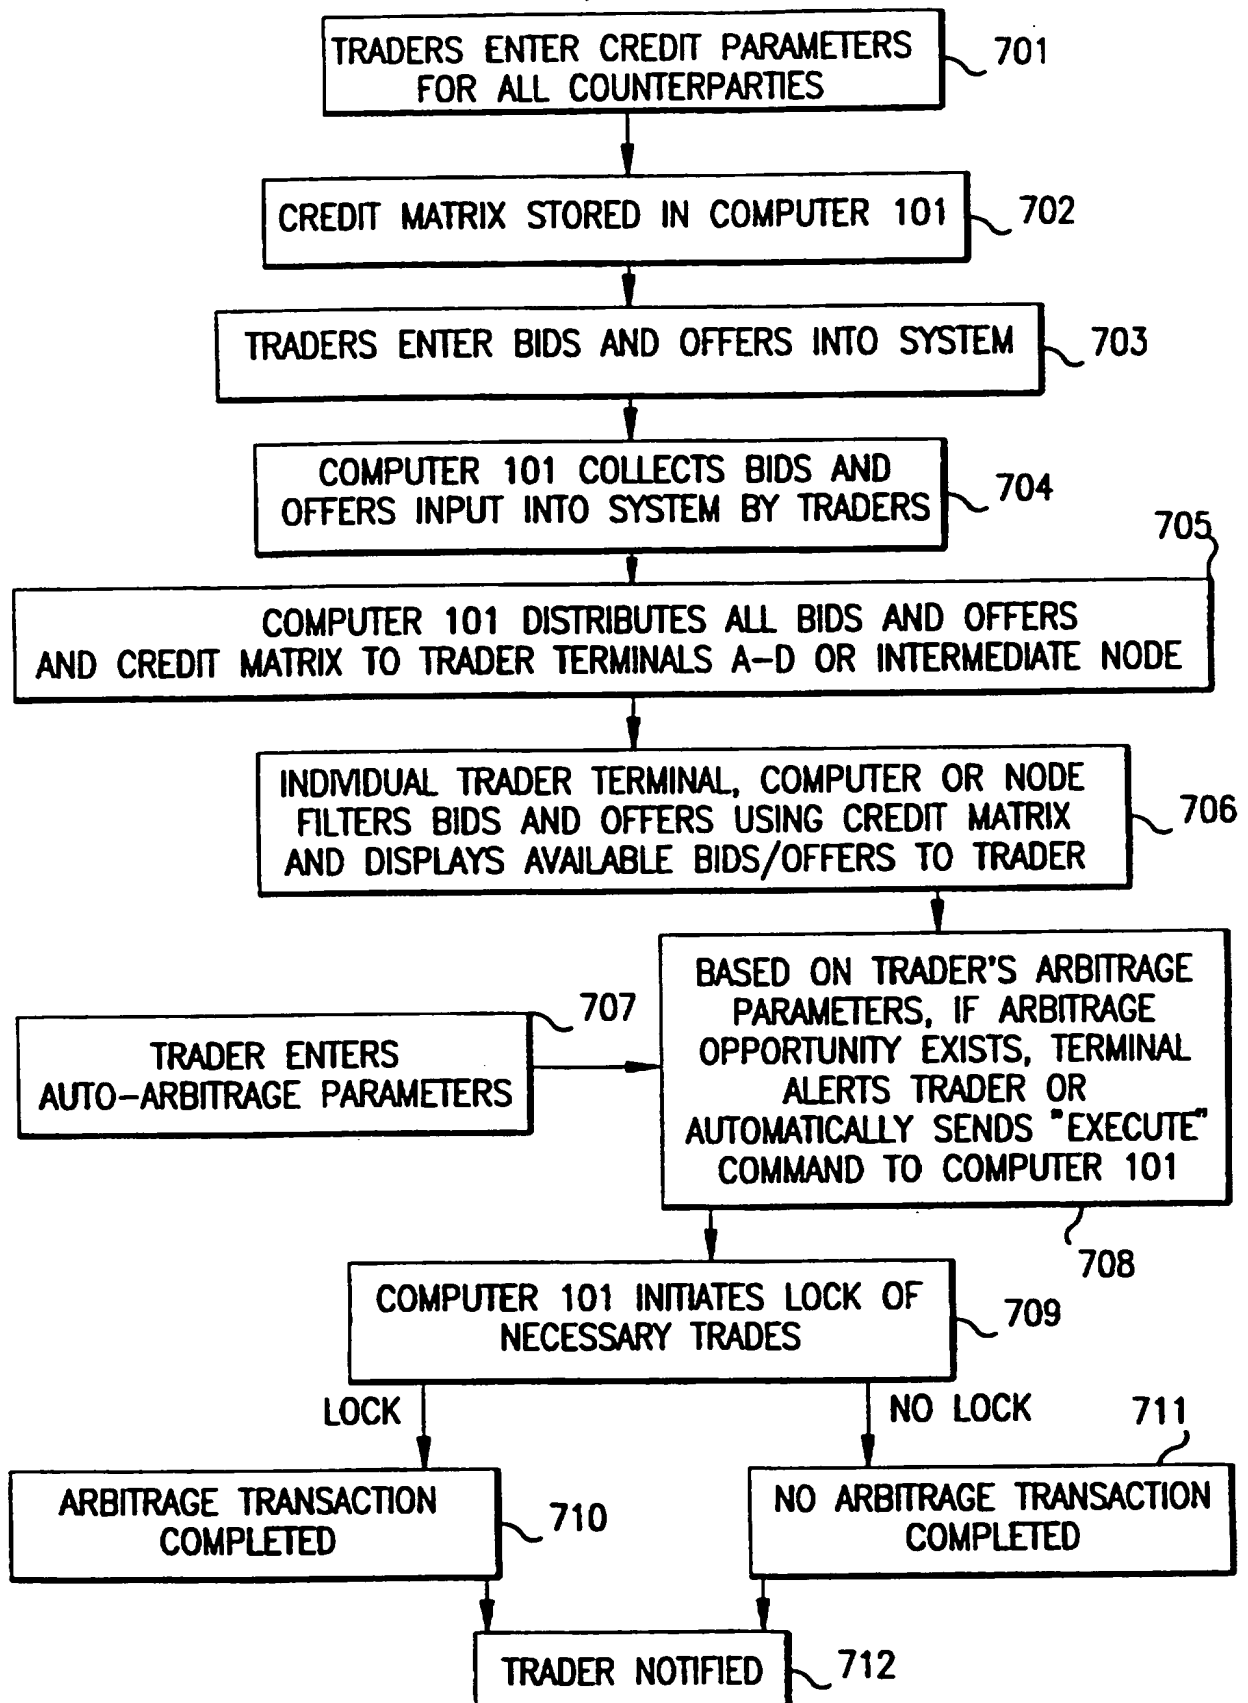 TRADERS ENTER CREDIT PARAMETERS
FOR ALL COUNTERPARTIES
701
CREDIT MATRIX STORED IN COMPUTER 101
702
TRADERS ENTER BIDS AND OFFERS INTO SYSTEM
703
COMPUTER 101 COLLECTS BIDS AND
OFFERS INPUT INTO SYSTEM BY TRADERS
704
705
COMPUTER 101 DISTRIBUTES ALL BIDS AND OFFERS
AND CREDIT MATRIX TO TRADER TERMINALS A-D OR INTERMEDIATE NODE
INDIVIDUAL TRADER TERMINAL, COMPUTER OR NODE
FILTERS BIDS AND OFFERS USING CREDIT MATRIX
AND DISPLAYS AVAILABLE BIDS/OFFERS TO TRADER
706
707
TRADER ENTERS
AUTO-ARBITRAGE PARAMETERS
BASED ON TRADER'S ARBITRAGE
PARAMETERS, IF ARBITRAGE
OPPORTUNITY EXISTS, TERMINAL
ALERTS TRADER OR
AUTOMATICALLY SENDS "EXECUTE"
COMMAND TO COMPUTER 101
708
COMPUTER 101 INITIATES LOCK OF
NECESSARY TRADES
709
LOCK
NO LOCK
711
ARBITRAGE TRANSACTION
COMPLETED
710
NO ARBITRAGE TRANSACTION
COMPLETED
TRADER NOTIFIED
712